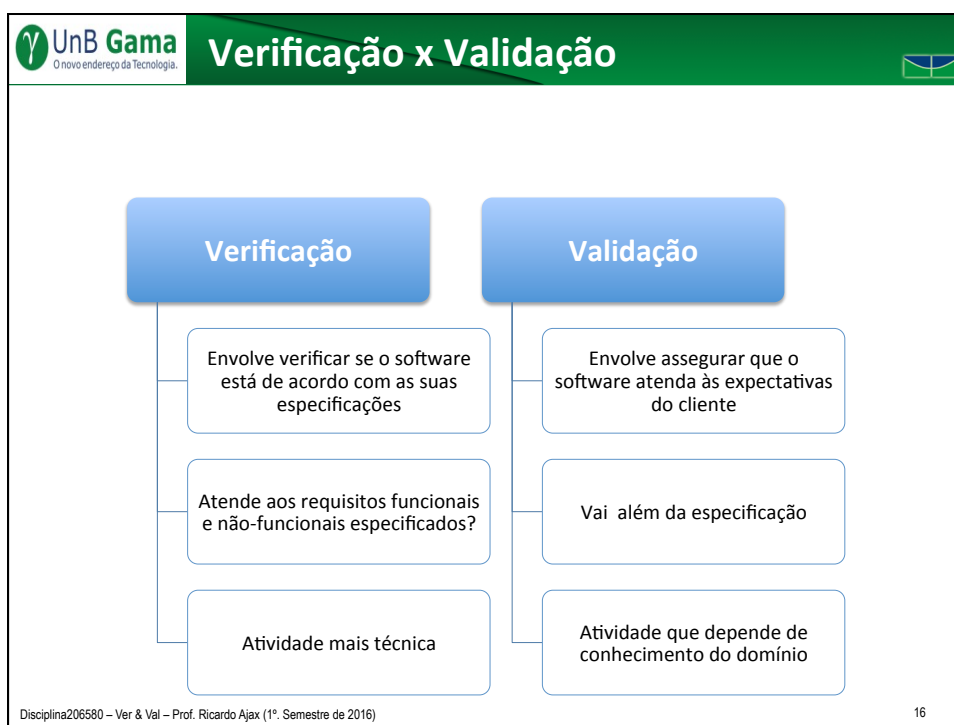 UnB Gama
O novo endereço da Tecnologia.
Verificação x Validação
Verificação
Envolve verificar se o software
está de acordo com as suas
especificações
Atende aos requisitos funcionais
e não-funcionais especificados?
Atividade mais técnica
Validação
Envolve assegurar que o
software atenda às expectativas
do cliente
Vai além da especificação
Atividade que depende de
conhecimento do domínio
Disciplina206580 – Ver & Val – Prof. Ricardo Ajax (1º. Semestre de 2016)
16